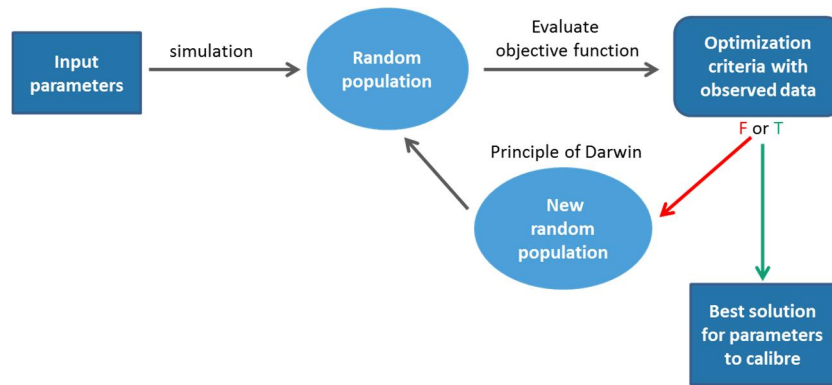 Input
parameters
simulation
Random
population
Evaluate
objective function
Optimization
criteria with
observed data
F or T
Principle of Darwin
New
random
population
Best solution
for parameters
to calibre